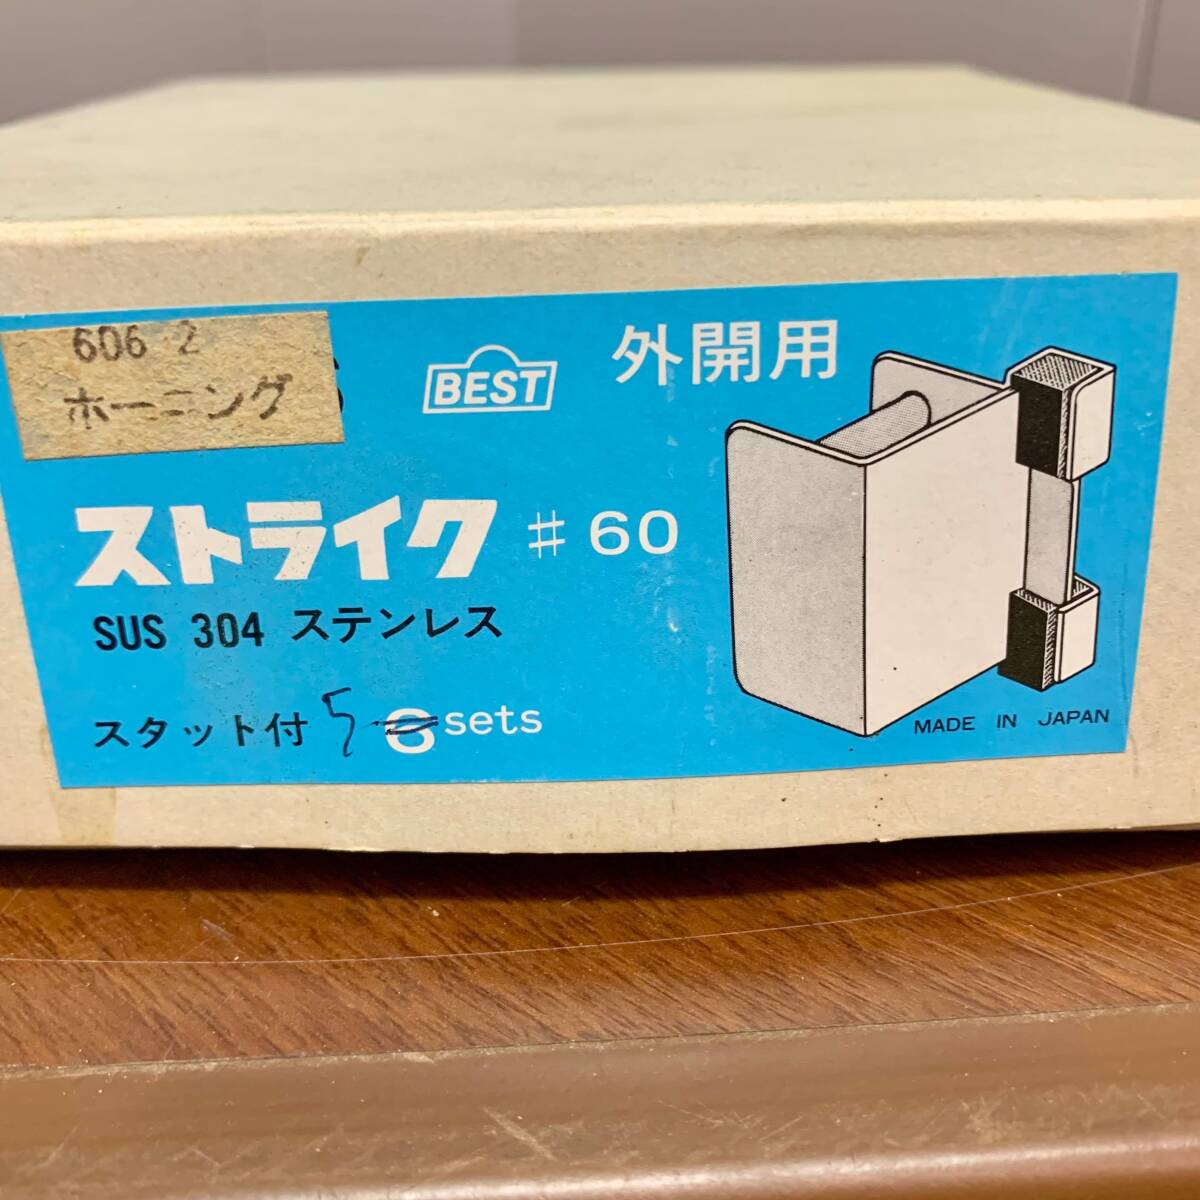 606-2
ホーニング
BEST
外開用
ストライク #60
SUS 304 ステンレス
スタット付 5 6 sets
MADE IN JAPAN